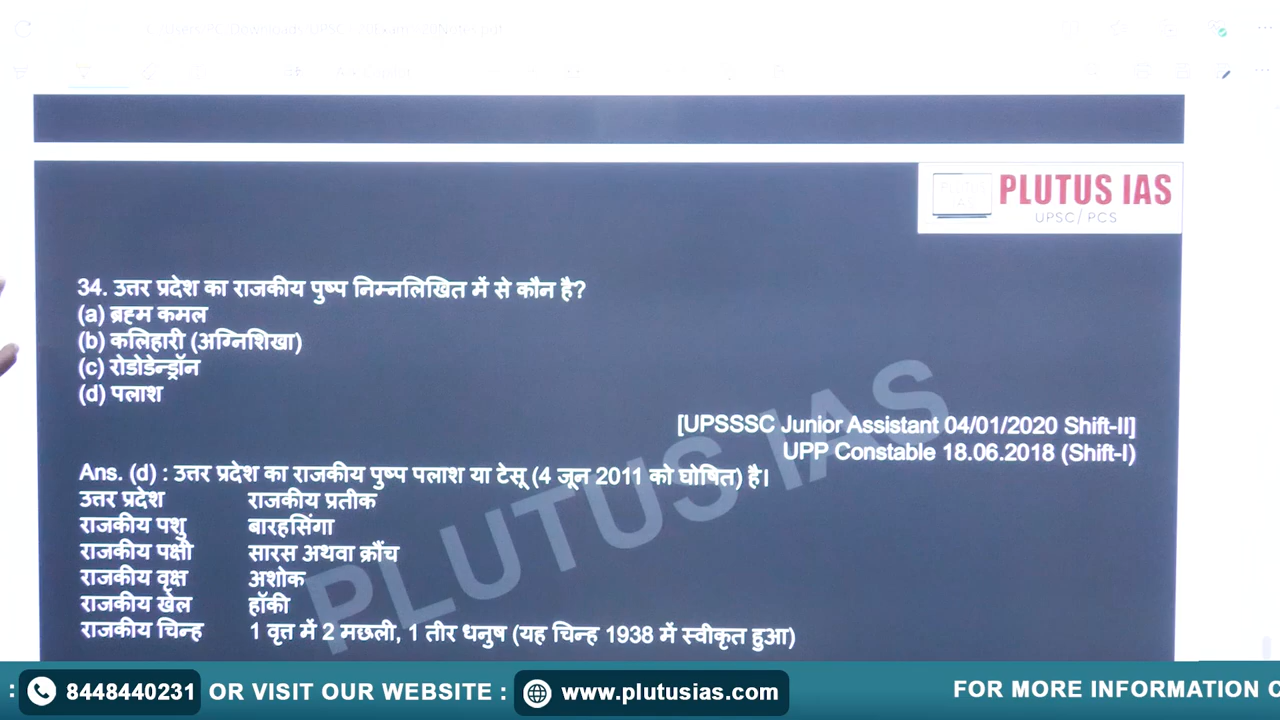 PLUTUS IAS
UPSC/ PCS
34. उत्तर प्रदेश का राजकीय पुष्प निम्नलिखित में से कौन है?
(a) ब्रह्म कमल
(b) कलिहारी (अग्निशिखा)
(c) रोडोडेन्ड्रॉन
(d) पलाश
[UPSSSC Junior Assistant 04/01/2020 Shift-II]
UPP Constable 18.06.2018 (Shift-I)
Ans. (d) : उत्तर प्रदेश का राजकीय पुष्प पलाश या टेसू (4 जून 2011 को घोषित) है।
उत्तर प्रदेश राजकीय प्रतीक
राजकीय पशु बारहसिंगा
राजकीय पक्षी सारस अथवा क्रौंच
राजकीय वृक्ष अशोक
राजकीय खेल हॉकी
राजकीय चिन्ह 1 वृत्त में 2 मछली, 1 तीर धनुष (यह चिन्ह 1938 में स्वीकृत हुआ)
PLUTUS IAS
: 8448440231 OR VISIT OUR WEBSITE : www.plutusias.com FOR MORE INFORMATION C